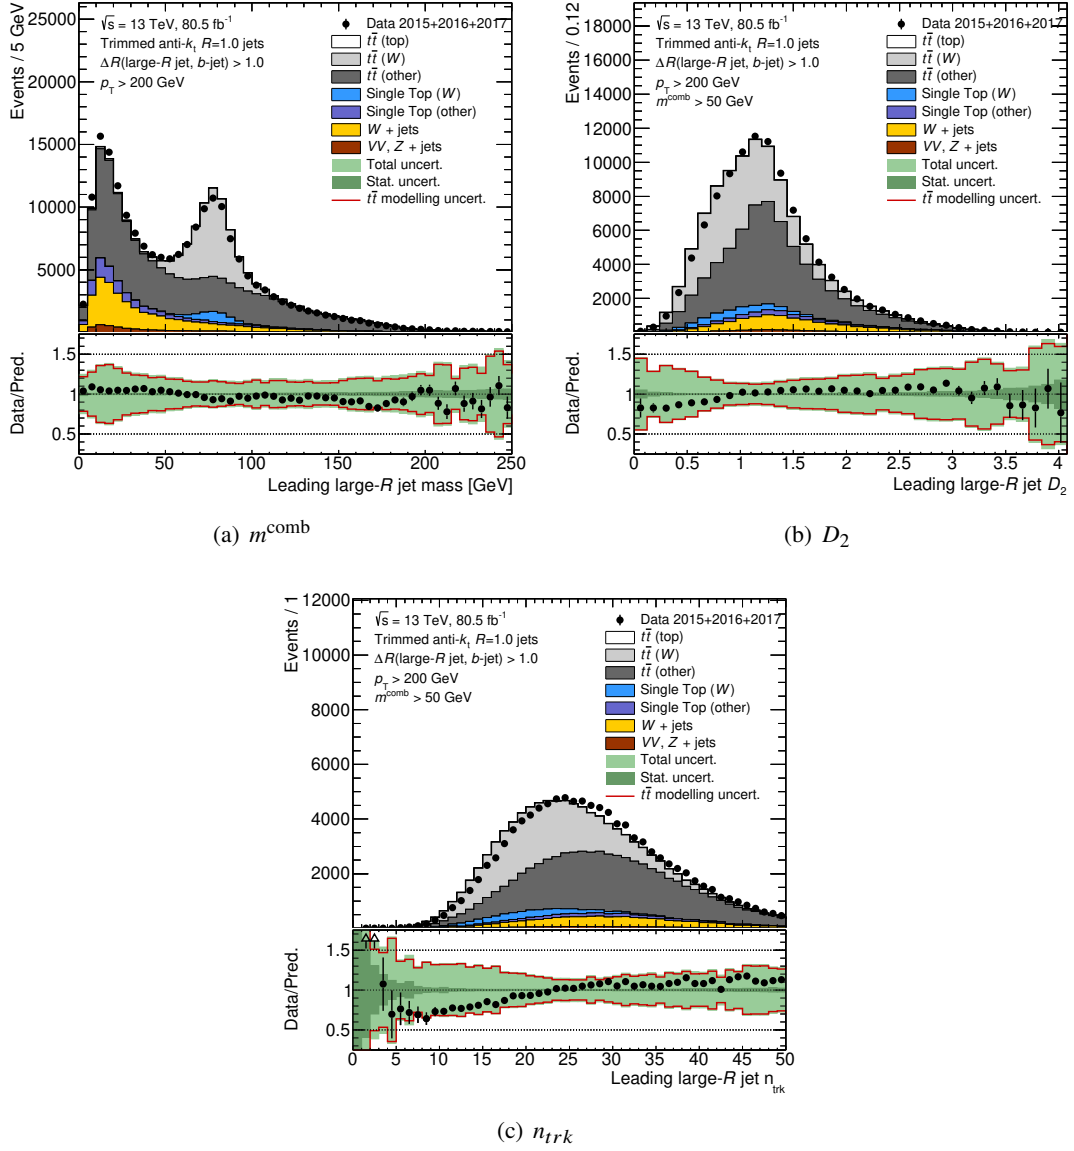 Events / 5 GeV
25000
20000
15000
10000
5000
√s = 13 TeV, 80.5 fb-1
Trimmed anti-kt R=1.0 jets
ΔR(large-R jet, b-jet) > 1.0
pT > 200 GeV
Data 2015+2016+2017
tt̄ (top)
tt̄ (W)
tt̄ (other)
Single Top (W)
Single Top (other)
W + jets
VV, Z + jets
Total uncert.
Stat. uncert.
tt̄ modelling uncert.
Data/Pred.
1.5
1
0.5
0 50 100 150 200 250
Leading large-R jet mass [GeV]
(a) mcomb
Events / 0.12
18000
16000
14000
12000
10000
8000
6000
4000
2000
√s = 13 TeV, 80.5 fb-1
Trimmed anti-kt R=1.0 jets
ΔR(large-R jet, b-jet) > 1.0
pT > 200 GeV
mcomb > 50 GeV
Data 2015+2016+2017
tt̄ (top)
tt̄ (W)
tt̄ (other)
Single Top (W)
Single Top (other)
W + jets
VV, Z + jets
Total uncert.
Stat. uncert.
tt̄ modelling uncert.
Data/Pred.
1.5
1
0.5
0 0.5 1 1.5 2 2.5 3 3.5 4
Leading large-R jet D2
(b) D2
Events / 1
12000
10000
8000
6000
4000
2000
√s = 13 TeV, 80.5 fb-1
Trimmed anti-kt R=1.0 jets
ΔR(large-R jet, b-jet) > 1.0
pT > 200 GeV
mcomb > 50 GeV
Data 2015+2016+2017
tt̄ (top)
tt̄ (W)
tt̄ (other)
Single Top (W)
Single Top (other)
W + jets
VV, Z + jets
Total uncert.
Stat. uncert.
tt̄ modelling uncert.
Data/Pred.
1.5
1
0.5
0 5 10 15 20 25 30 35 40 45 50
Leading large-R jet ntrk
(c) ntrk